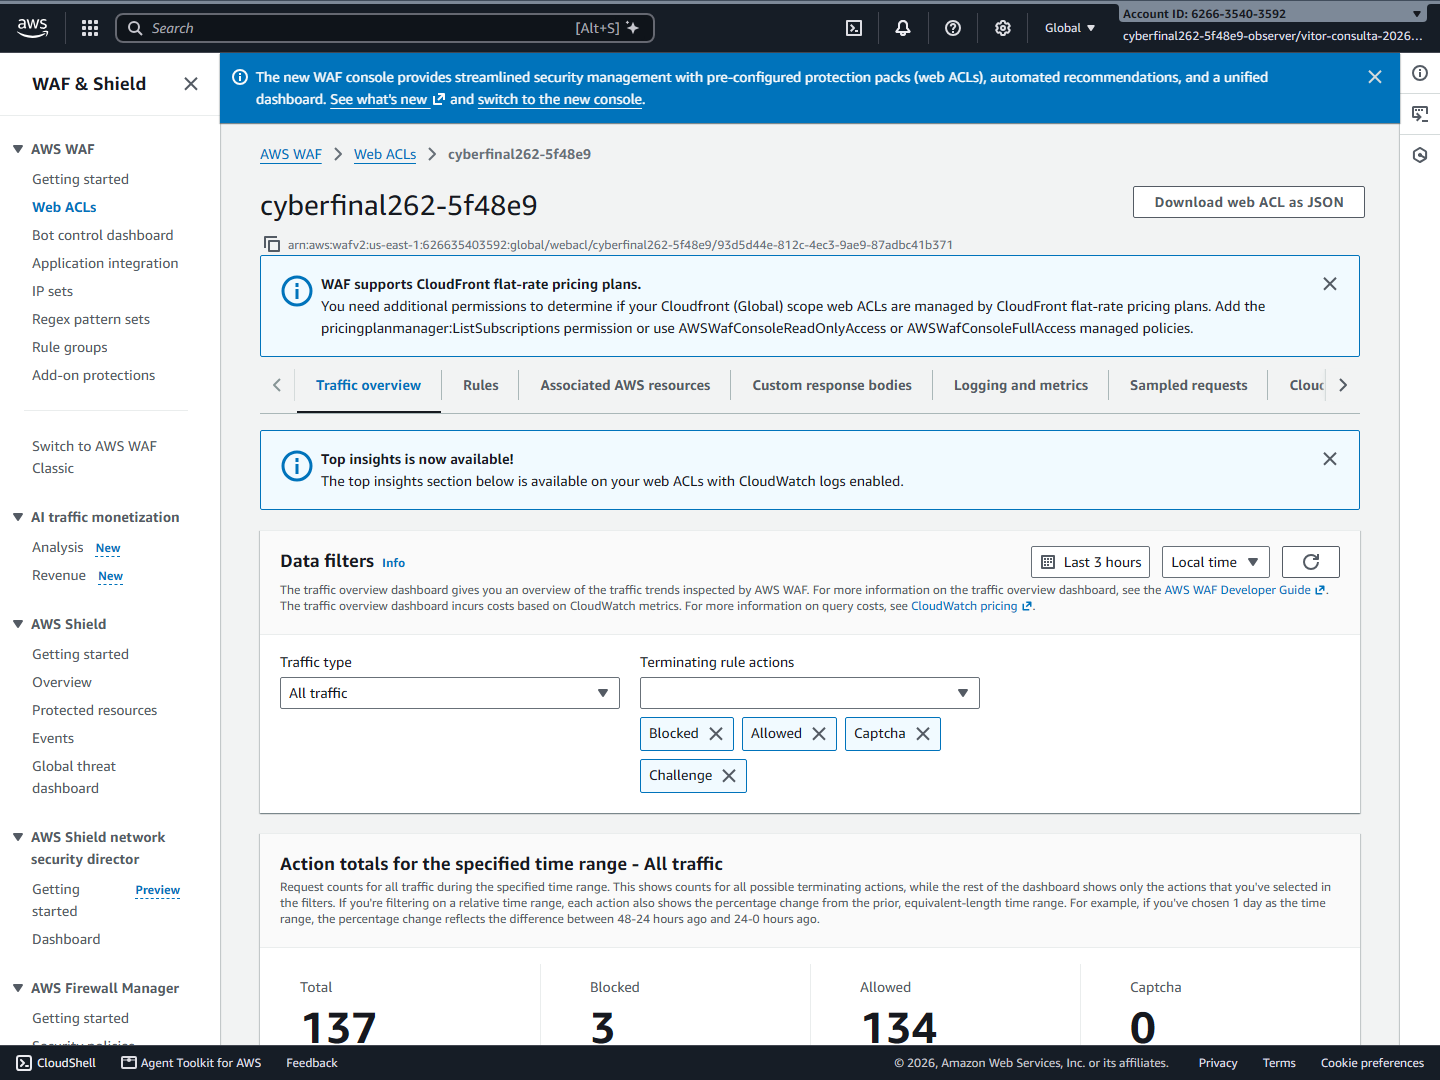 aws
Search
[Alt+S]
Global
Account ID: 6266-3540-3592
cyberfinal262-5f48e9-observer/vitor-consulta-2026...
WAF & Shield
AWS WAF
Getting started
Web ACLs
Bot control dashboard
Application integration
IP sets
Regex pattern sets
Rule groups
Add-on protections
Switch to AWS WAF
Classic
AI traffic monetization
Analysis New
Revenue New
AWS Shield
Getting started
Overview
Protected resources
Events
Global threat
dashboard
AWS Shield network
security director
Getting
started
Preview
Dashboard
AWS Firewall Manager
Getting started
Security policies
The new WAF console provides streamlined security management with pre-configured protection packs (web ACLs), automated recommendations, and a unified
dashboard. See what's new and switch to the new console.
AWS WAF > Web ACLs > cyberfinal262-5f48e9
cyberfinal262-5f48e9
Download web ACL as JSON
arn:aws:wafv2:us-east-1:626635403592:global/webacl/cyberfinal262-5f48e9/93d5d44e-812c-4ec3-9ae9-87adbc41b371
WAF supports CloudFront flat-rate pricing plans.
You need additional permissions to determine if your Cloudfront (Global) scope web ACLs are managed by CloudFront flat-rate pricing plans. Add the
pricingplanmanager:ListSubscriptions permission or use AWSWafConsoleReadOnlyAccess or AWSWafConsoleFullAccess managed policies.
Traffic overview
Rules
Associated AWS resources
Custom response bodies
Logging and metrics
Sampled requests
Clou
Top insights is now available!
The top insights section below is available on your web ACLs with CloudWatch logs enabled.
Data filters Info
Last 3 hours
Local time
The traffic overview dashboard gives you an overview of the traffic trends inspected by AWS WAF. For more information on the traffic overview dashboard, see the AWS WAF Developer Guide.
The traffic overview dashboard incurs costs based on CloudWatch metrics. For more information on query costs, see CloudWatch pricing.
Traffic type
All traffic
Terminating rule actions
Blocked
Allowed
Captcha
Challenge
Action totals for the specified time range - All traffic
Request counts for all traffic during the specified time range. This shows counts for all possible terminating actions, while the rest of the dashboard shows only the actions that you've selected in
the filters. If you're filtering on a relative time range, each action also shows the percentage change from the prior, equivalent-length time range. For example, if you've chosen 1 day as the time
range, the percentage change reflects the difference between 48-24 hours ago and 24-0 hours ago.
Total
137
Blocked
3
Allowed
134
Captcha
0
CloudShell
Agent Toolkit for AWS
Feedback
© 2026, Amazon Web Services, Inc. or its affiliates.
Privacy
Terms
Cookie preferences